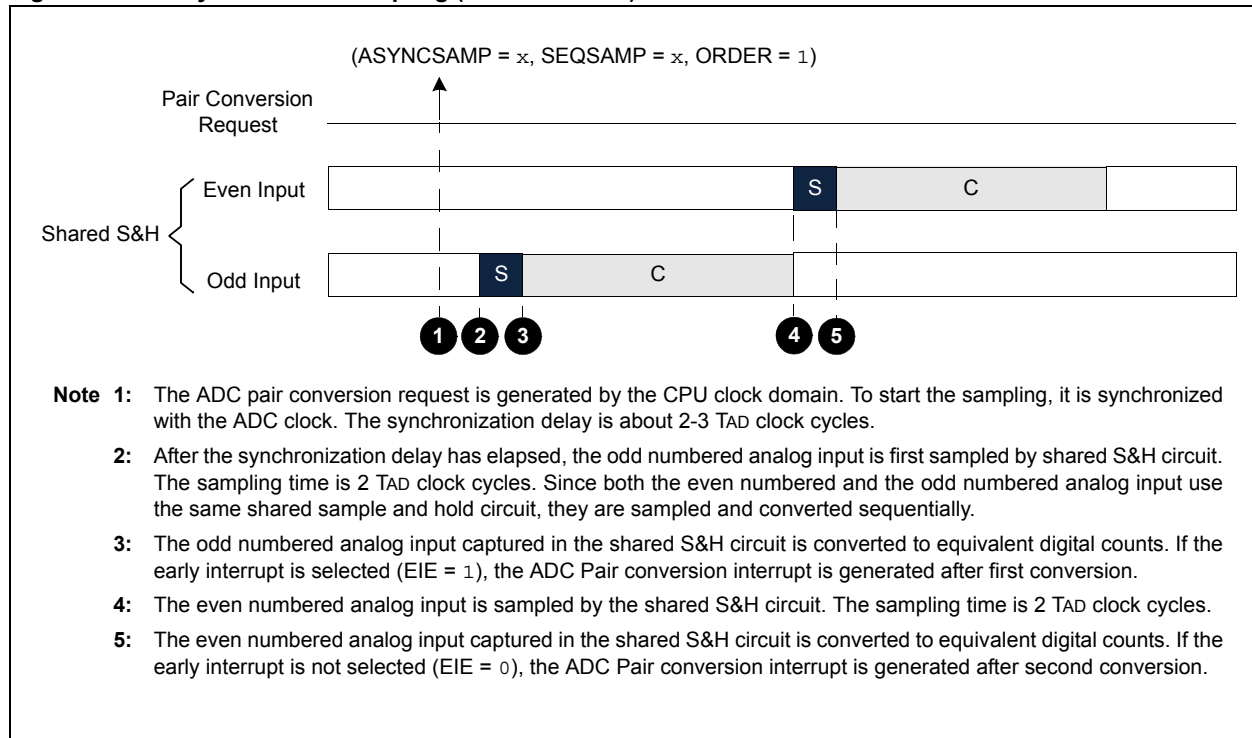 (ASYNCSAMP = x, SEQSAMP = x, ORDER = 1)
Pair Conversion
Request
Even Input
S
C
Shared S&H
Odd Input
S
C
1
2
3
4
5
Note 1: The ADC pair conversion request is generated by the CPU clock domain. To start the sampling, it is synchronized
with the ADC clock. The synchronization delay is about 2-3 TAD clock cycles.
2: After the synchronization delay has elapsed, the odd numbered analog input is first sampled by shared S&H circuit.
The sampling time is 2 TAD clock cycles. Since both the even numbered and the odd numbered analog input use
the same shared sample and hold circuit, they are sampled and converted sequentially.
3: The odd numbered analog input captured in the shared S&H circuit is converted to equivalent digital counts. If the
early interrupt is selected (EIE = 1), the ADC Pair conversion interrupt is generated after first conversion.
4: The even numbered analog input is sampled by the shared S&H circuit. The sampling time is 2 TAD clock cycles.
5: The even numbered analog input captured in the shared S&H circuit is converted to equivalent digital counts. If the
early interrupt is not selected (EIE = 0), the ADC Pair conversion interrupt is generated after second conversion.